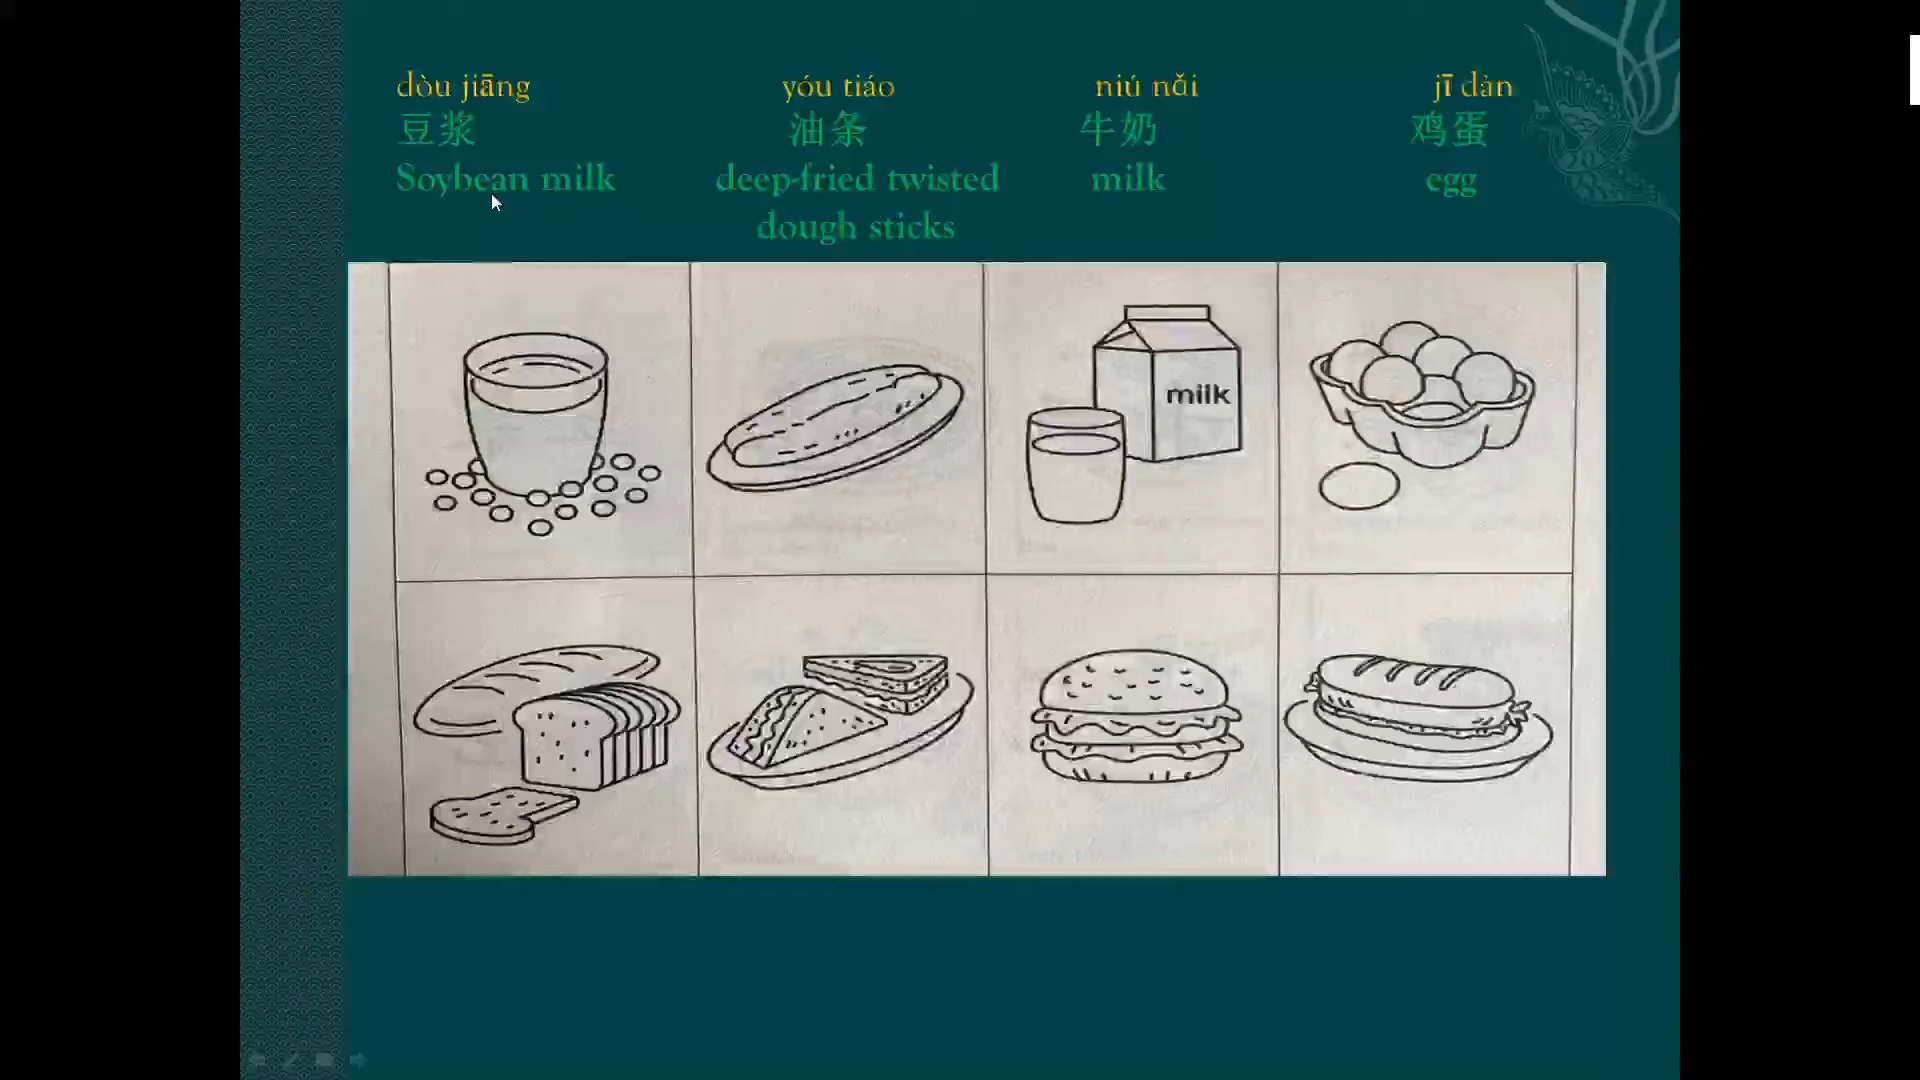 dòu jiāng
豆浆
Soybean milk
yóu tiáo
油条
deep-fried twisted
dough sticks
niú nǎi
牛奶
milk
jī dàn
鸡蛋
egg
milk